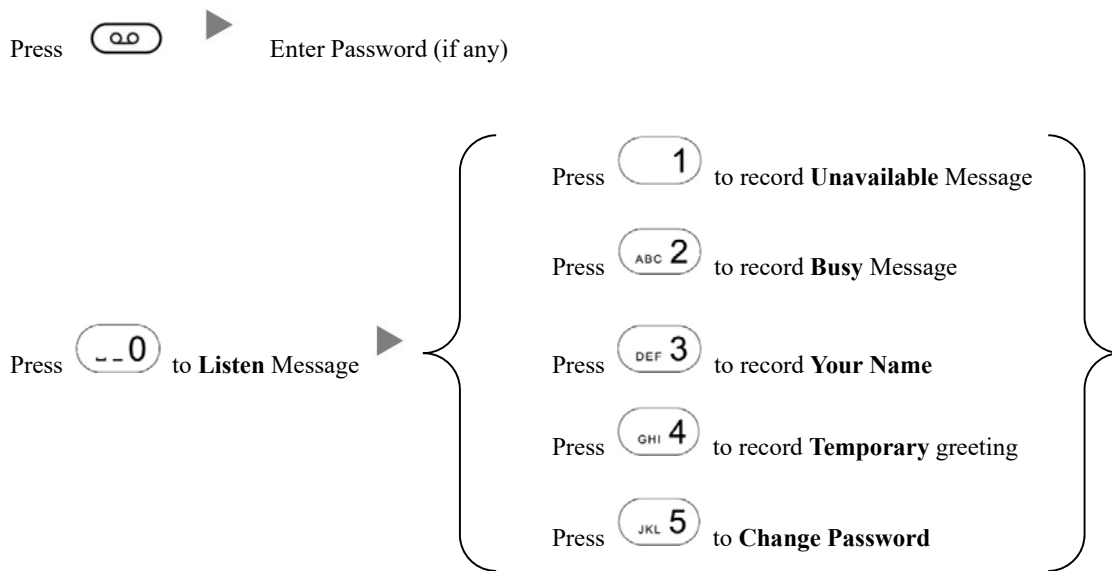 Press Enter Password (if any)
Press 1 to record Unavailable Message
Press ABC 2 to record Busy Message
Press 0 to Listen Message
Press DEF 3 to record Your Name
Press GHI 4 to record Temporary greeting
Press JKL 5 to Change Password